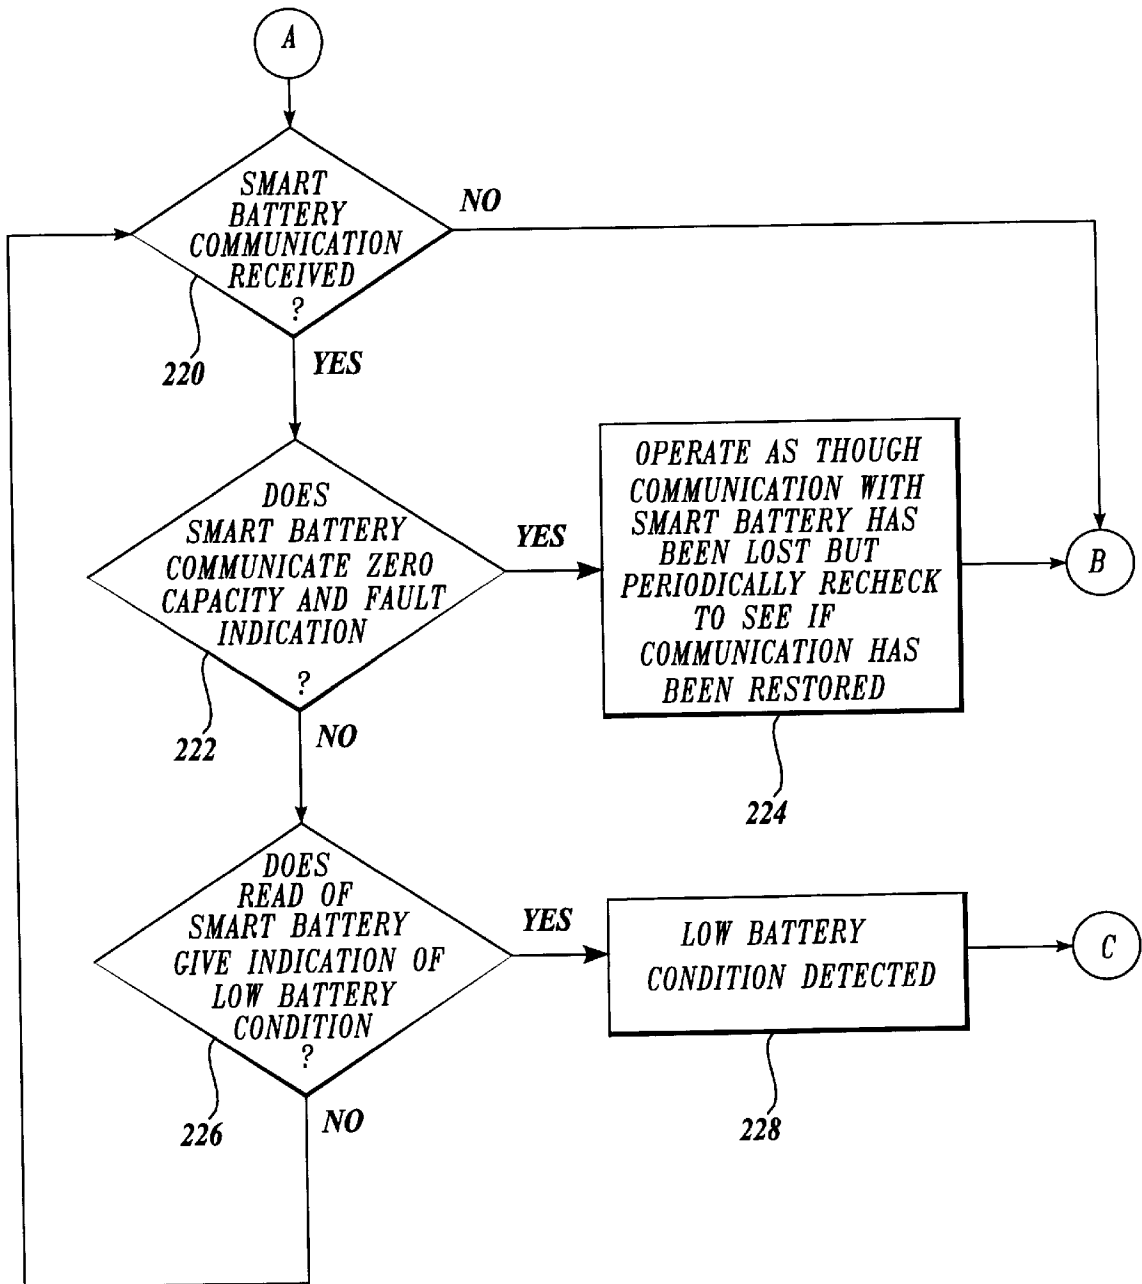 A
SMART
BATTERY
COMMUNICATION
RECEIVED
?
NO
220
YES
DOES
SMART BATTERY
COMMUNICATE ZERO
CAPACITY AND FAULT
INDICATION
?
YES
OPERATE AS THOUGH
COMMUNICATION WITH
SMART BATTERY HAS
BEEN LOST BUT
PERIODICALLY RECHECK
TO SEE IF
COMMUNICATION HAS
BEEN RESTORED
B
222
NO
224
DOES
READ OF
SMART BATTERY
GIVE INDICATION OF
LOW BATTERY
CONDITION
?
YES
LOW BATTERY
CONDITION DETECTED
C
226
NO
228